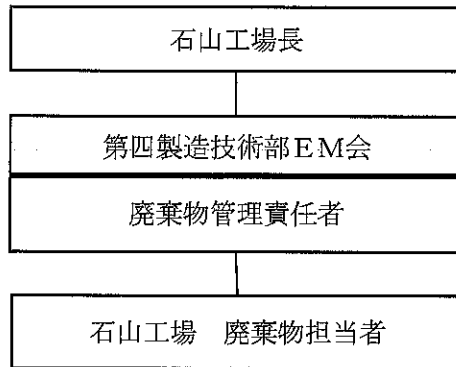 石山工場長
第四製造技術部ＥＭ会
廃棄物管理責任者
石山工場　廃棄物担当者